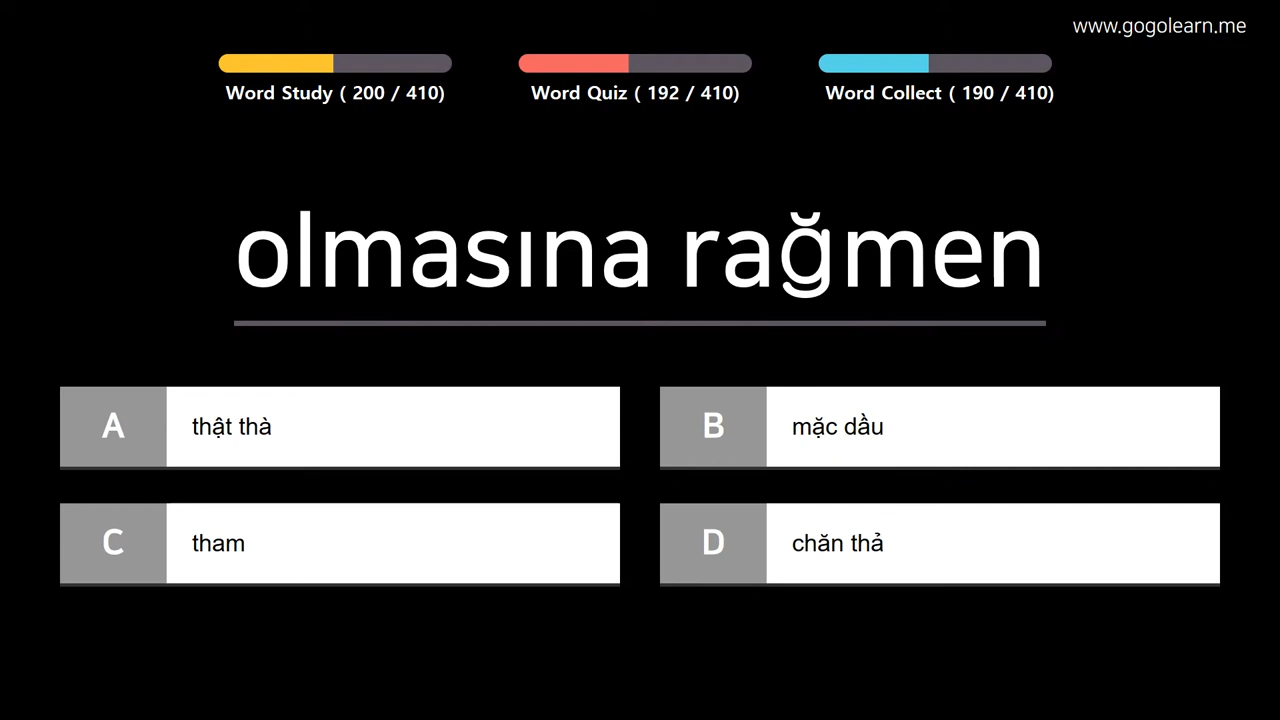 www.gogolearn.me
Word Study ( 200 / 410)
Word Quiz ( 192 / 410)
Word Collect ( 190 / 410)
olmasına rağmen
A thật thà
B mặc dầu
C tham
D chăn thả